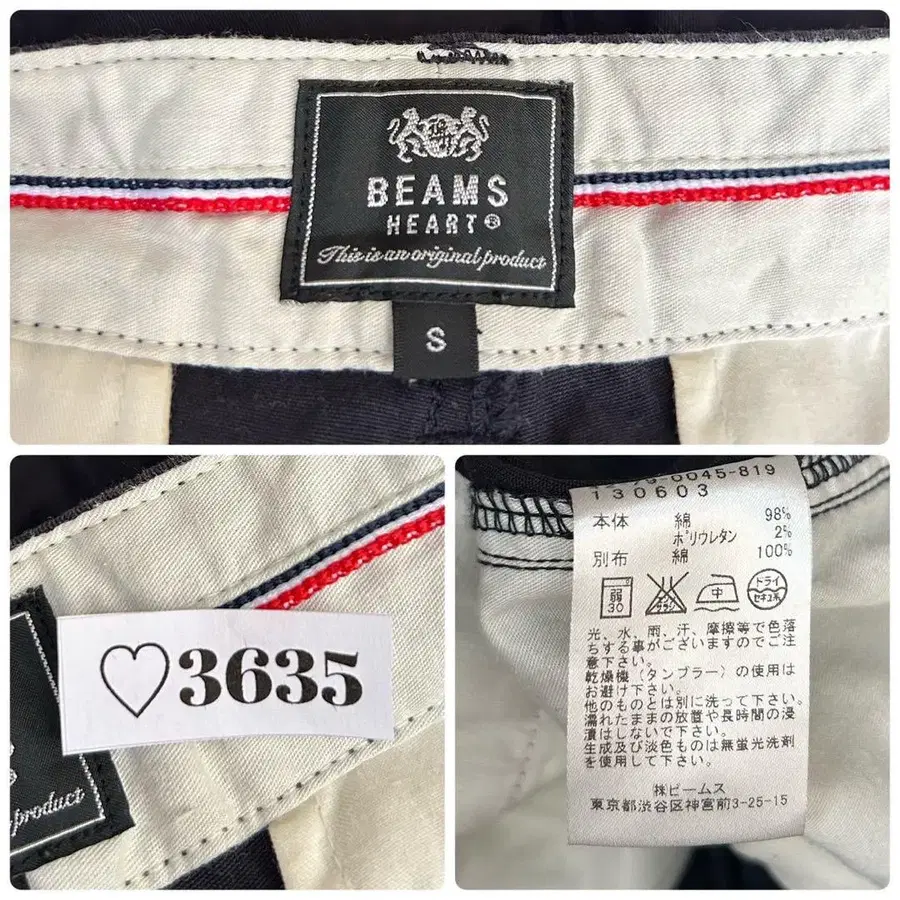 BEAMS
HEART®
This is an original product
S
♡3635
product
0045-819
130603
本体 綿 98%
ポリウレタン 2%
別布 綿 100%
弱
30
エンソ
サラシ
中
ドライ
セキユ系
光、水、雨、汗、摩擦等で色落
ちする事がございますのでご注
意下さい。
乾燥機（タンブラー）の使用は
お避け下さい。
他のものとは別に洗って下さい。
濡れたままの放置や長時間の浸
漬はしないで下さい。
生成及び淡色ものは無蛍光洗剤
を使用して下さい。
㈱ビームス
東京都渋谷区神宮前3-25-15